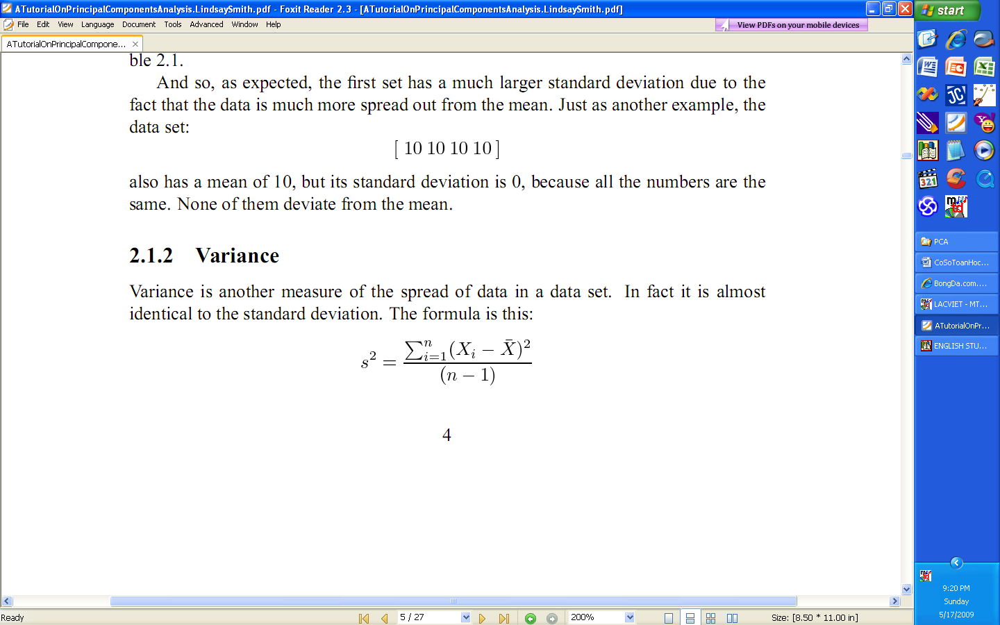 ATutorialOnPrincipalComponentsAnalysis.LindsaySmith.pdf - Foxit Reader 2.3 - [ATutorialOnPrincipalComponentsAnalysis.LindsaySmith.pdf]
start
File Edit View Language Document Tools Advanced Window Help
View PDFs on your mobile devices
ATutorialOnPrincipalCompone...
ble 2.1.
And so, as expected, the first set has a much larger standard deviation due to the
fact that the data is much more spread out from the mean. Just as another example, the
data set:
[ 10 10 10 10 ]
also has a mean of 10, but its standard deviation is 0, because all the numbers are the
same. None of them deviate from the mean.
2.1.2 Variance
Variance is another measure of the spread of data in a data set. In fact it is almost
identical to the standard deviation. The formula is this:
s² = ∑ⁿᵢ₌₁(Xᵢ − X̄)² / (n − 1)
4
PCA
CoSoToanHoc...
BongDa.com....
LACVIET - MT...
ATutorialOnPr...
ENGLISH STU...
9:20 PM
Sunday
5/17/2009
Ready
5 / 27
200%
Size: [8.50 * 11.00 in]